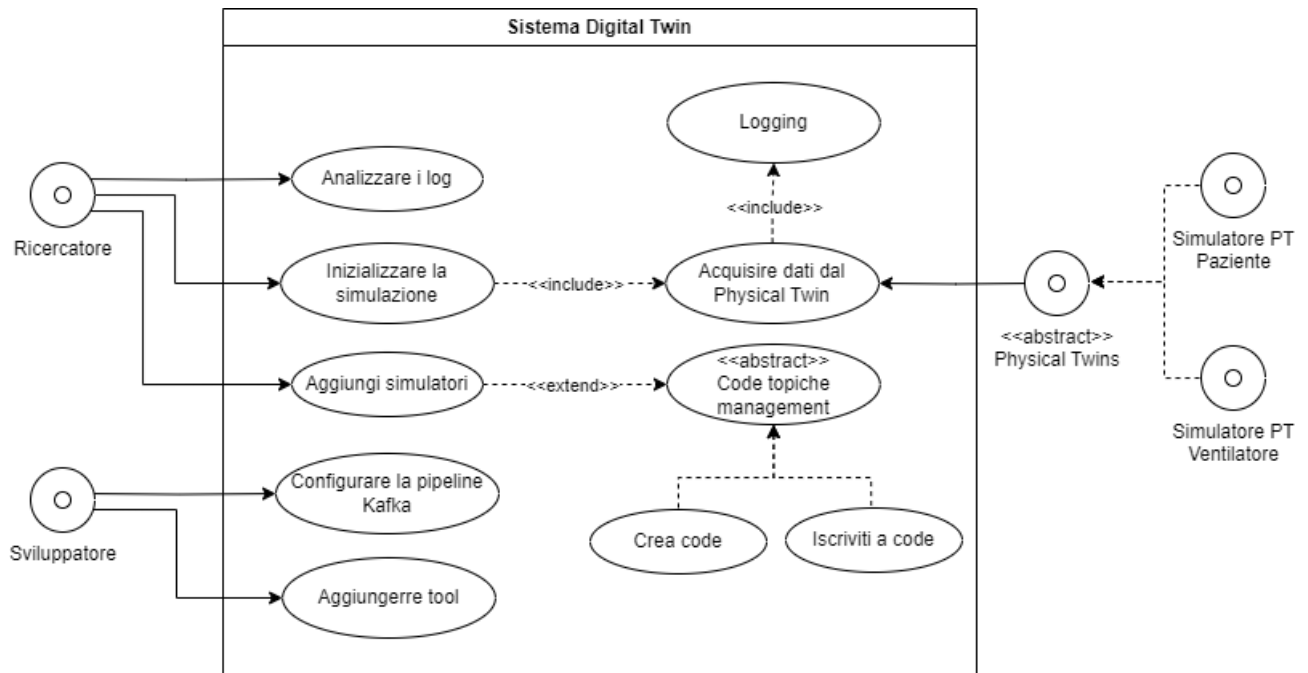 Sistema Digital Twin
Logging
Analizzare i log
<<include>>
Ricercatore
Simulatore PT
Paziente
Inizializzare la
simulazione
<<include>>
Acquisire dati dal
Physical Twin
<<abstract>>
Physical Twins
Aggiungi simulatori
<<extend>>
<<abstract>>
Code topiche
management
Simulatore PT
Ventilatore
Configurare la pipeline
Kafka
Sviluppatore
Crea code
Iscriviti a code
Aggiungerre tool